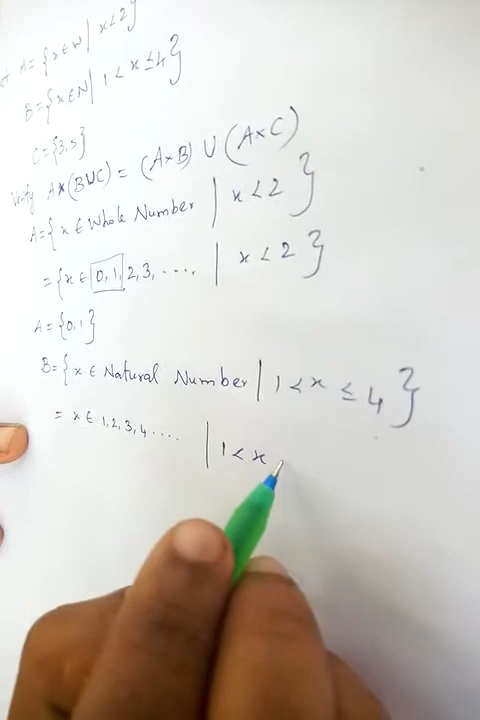 A = {x ∈ W | x < 2}
B = {x ∈ N | 1 < x ≤ 4}
C = {3,5}
Verify A×(B∪C) = (A×B) ∪ (A×C)
A = {x ∈ Whole Number | x < 2}
= {x ∈ 0, 1, 2, 3, ..... | x < 2}
A = {0,1}
B = {x ∈ Natural Number | 1 < x ≤ 4}
= x ∈ 1, 2, 3, 4 ..... | 1 < x